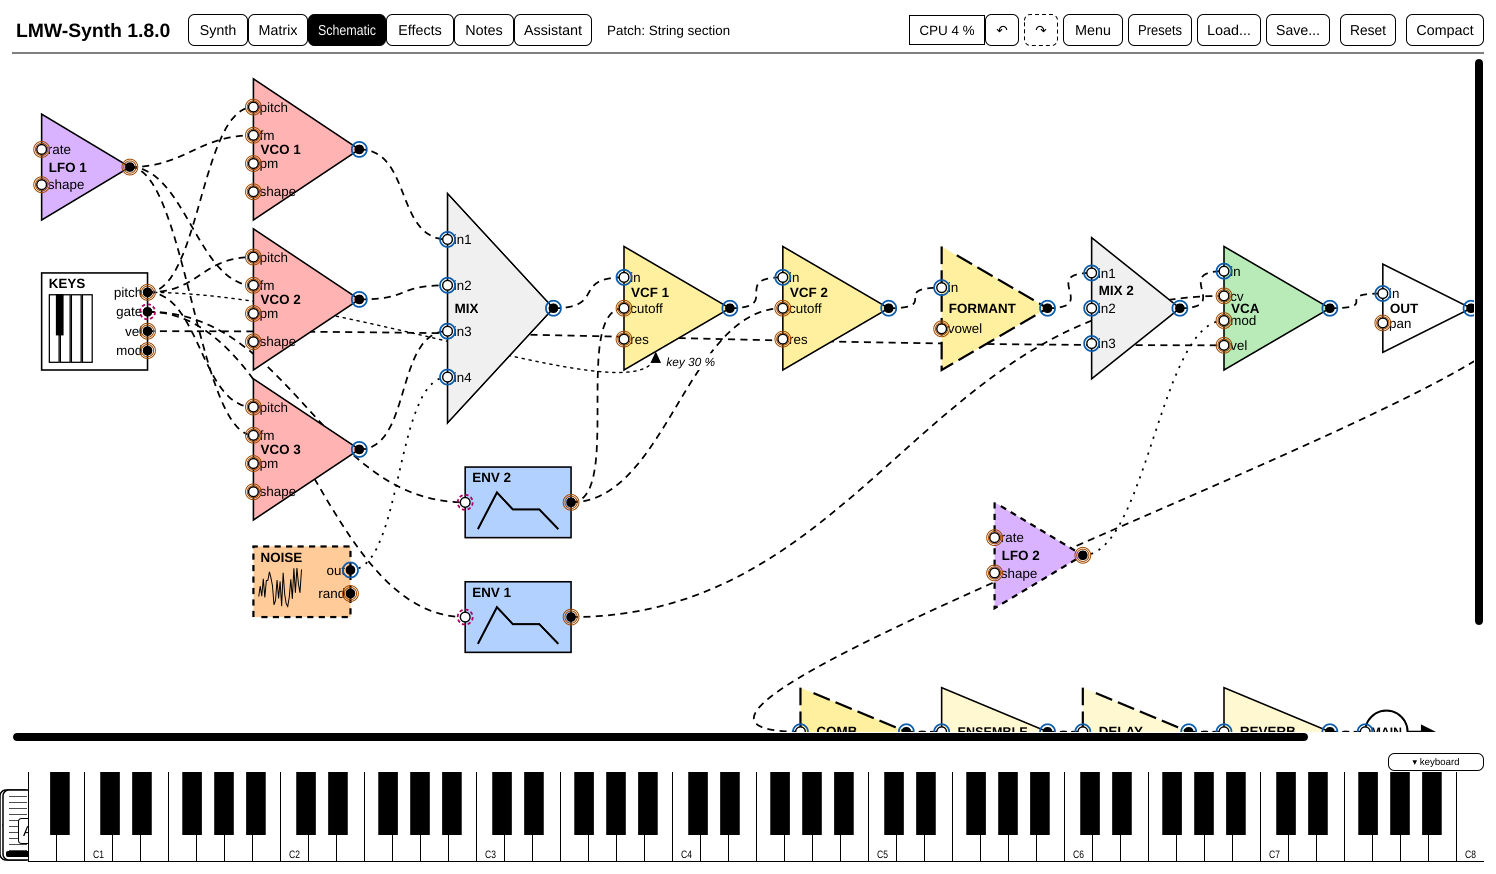 LMW-Synth 1.8.0 Synth Matrix Schematic Effects Notes Assistant Patch: String section CPU 4 % ↶ ↷ Menu Presets Load... Save... Reset Compact
LFO 1
rate
shape
KEYS
pitch
gate
vel
mod
VCO 1
pitch
fm
pm
shape
VCO 2
pitch
fm
pm
shape
VCO 3
pitch
fm
pm
shape
NOISE
out
rand
MIX
in1
in2
in3
in4
ENV 2
ENV 1
VCF 1
in
cutoff
res
key 30 %
VCF 2
in
cutoff
res
FORMANT
in
vowel
MIX 2
in1
in2
in3
VCA
in
cv
mod
vel
OUT
in
pan
LFO 2
rate
shape
COMB
ENSEMBLE
DELAY
REVERB
MAIN
▾ keyboard
C1 C2 C3 C4 C5 C6 C7 C8